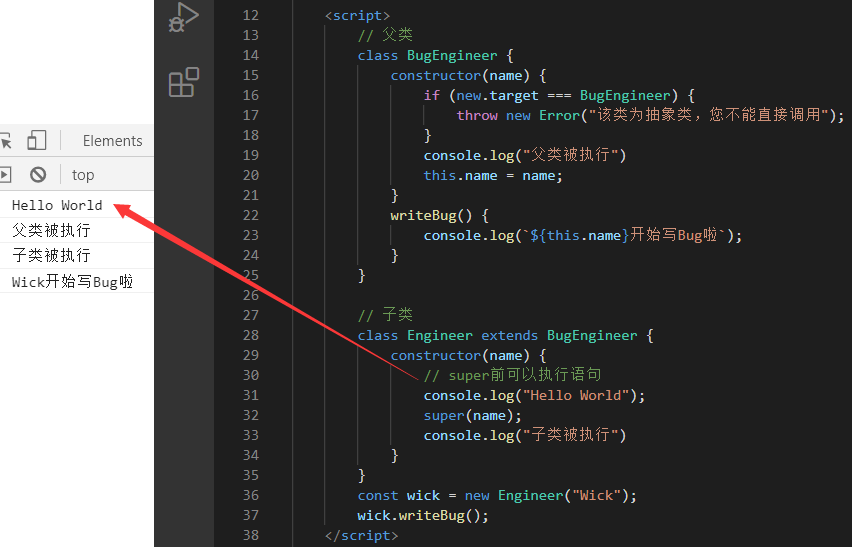 Elements
top
Hello World
父类被执行
子类被执行
Wick开始写Bug啦
12 <script>
13 // 父类
14 class BugEngineer {
15 constructor(name) {
16 if (new.target === BugEngineer) {
17 throw new Error("该类为抽象类，您不能直接调用");
18 }
19 console.log("父类被执行")
20 this.name = name;
21 }
22 writeBug() {
23 console.log(`${this.name}开始写Bug啦`);
24 }
25 }
26
27 // 子类
28 class Engineer extends BugEngineer {
29 constructor(name) {
30 // super前可以执行语句
31 console.log("Hello World");
32 super(name);
33 console.log("子类被执行")
34 }
35 }
36 const wick = new Engineer("Wick");
37 wick.writeBug();
38 </script>